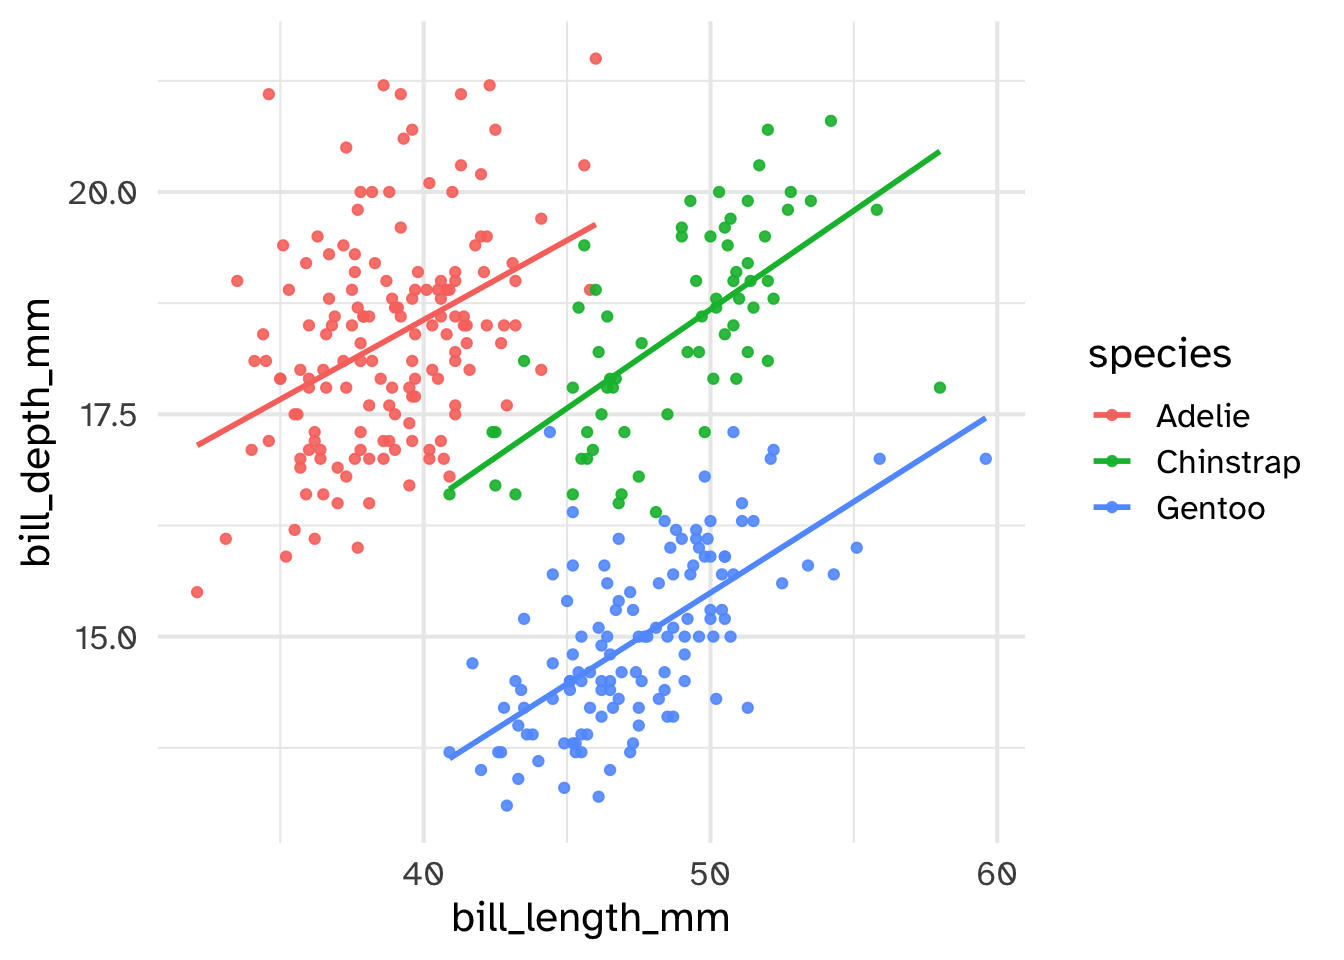 bill_depth_mm
20.0
17.5
15.0
40 50 60
bill_length_mm
species
Adelie
Chinstrap
Gentoo